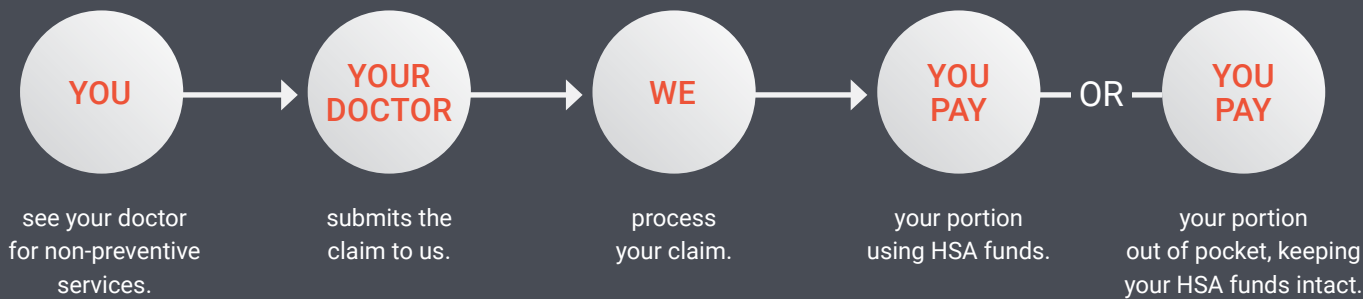 YOU
see your doctor
for non-preventive
services.
YOUR
DOCTOR
submits the
claim to us.
WE
process
your claim.
YOU
PAY
your portion
using HSA funds.
OR
YOU
PAY
your portion
out of pocket, keeping
your HSA funds intact.